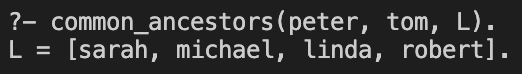 ?- common_ancestors(peter, tom, L).
L = [sarah, michael, linda, robert].